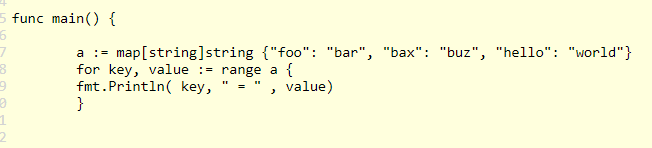 5 func main() {
6
7 a := map[string]string {"foo": "bar", "bax": "buz", "hello": "world"}
8 for key, value := range a {
9 fmt.Println( key, " = " , value)
0 }
1
2